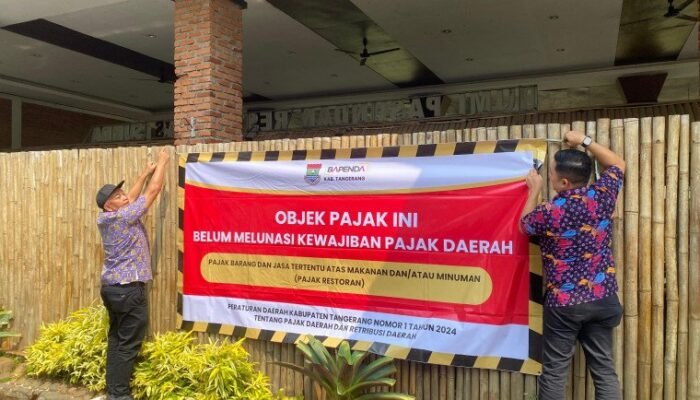 BAPENDA
KAB. TANGERANG
OBJEK PAJAK INI
BELUM MELUNASI KEWAJIBAN PAJAK DAERAH
PAJAK BARANG DAN JASA TERTENTU ATAS MAKANAN DAN/ATAU MINUMAN
(PAJAK RESTORAN)
PERATURAN DAERAH KABUPATEN TANGERANG NOMOR 1 TAHUN 2024
TENTANG PAJAK DAERAH DAN RETRIBUSI DAERAH